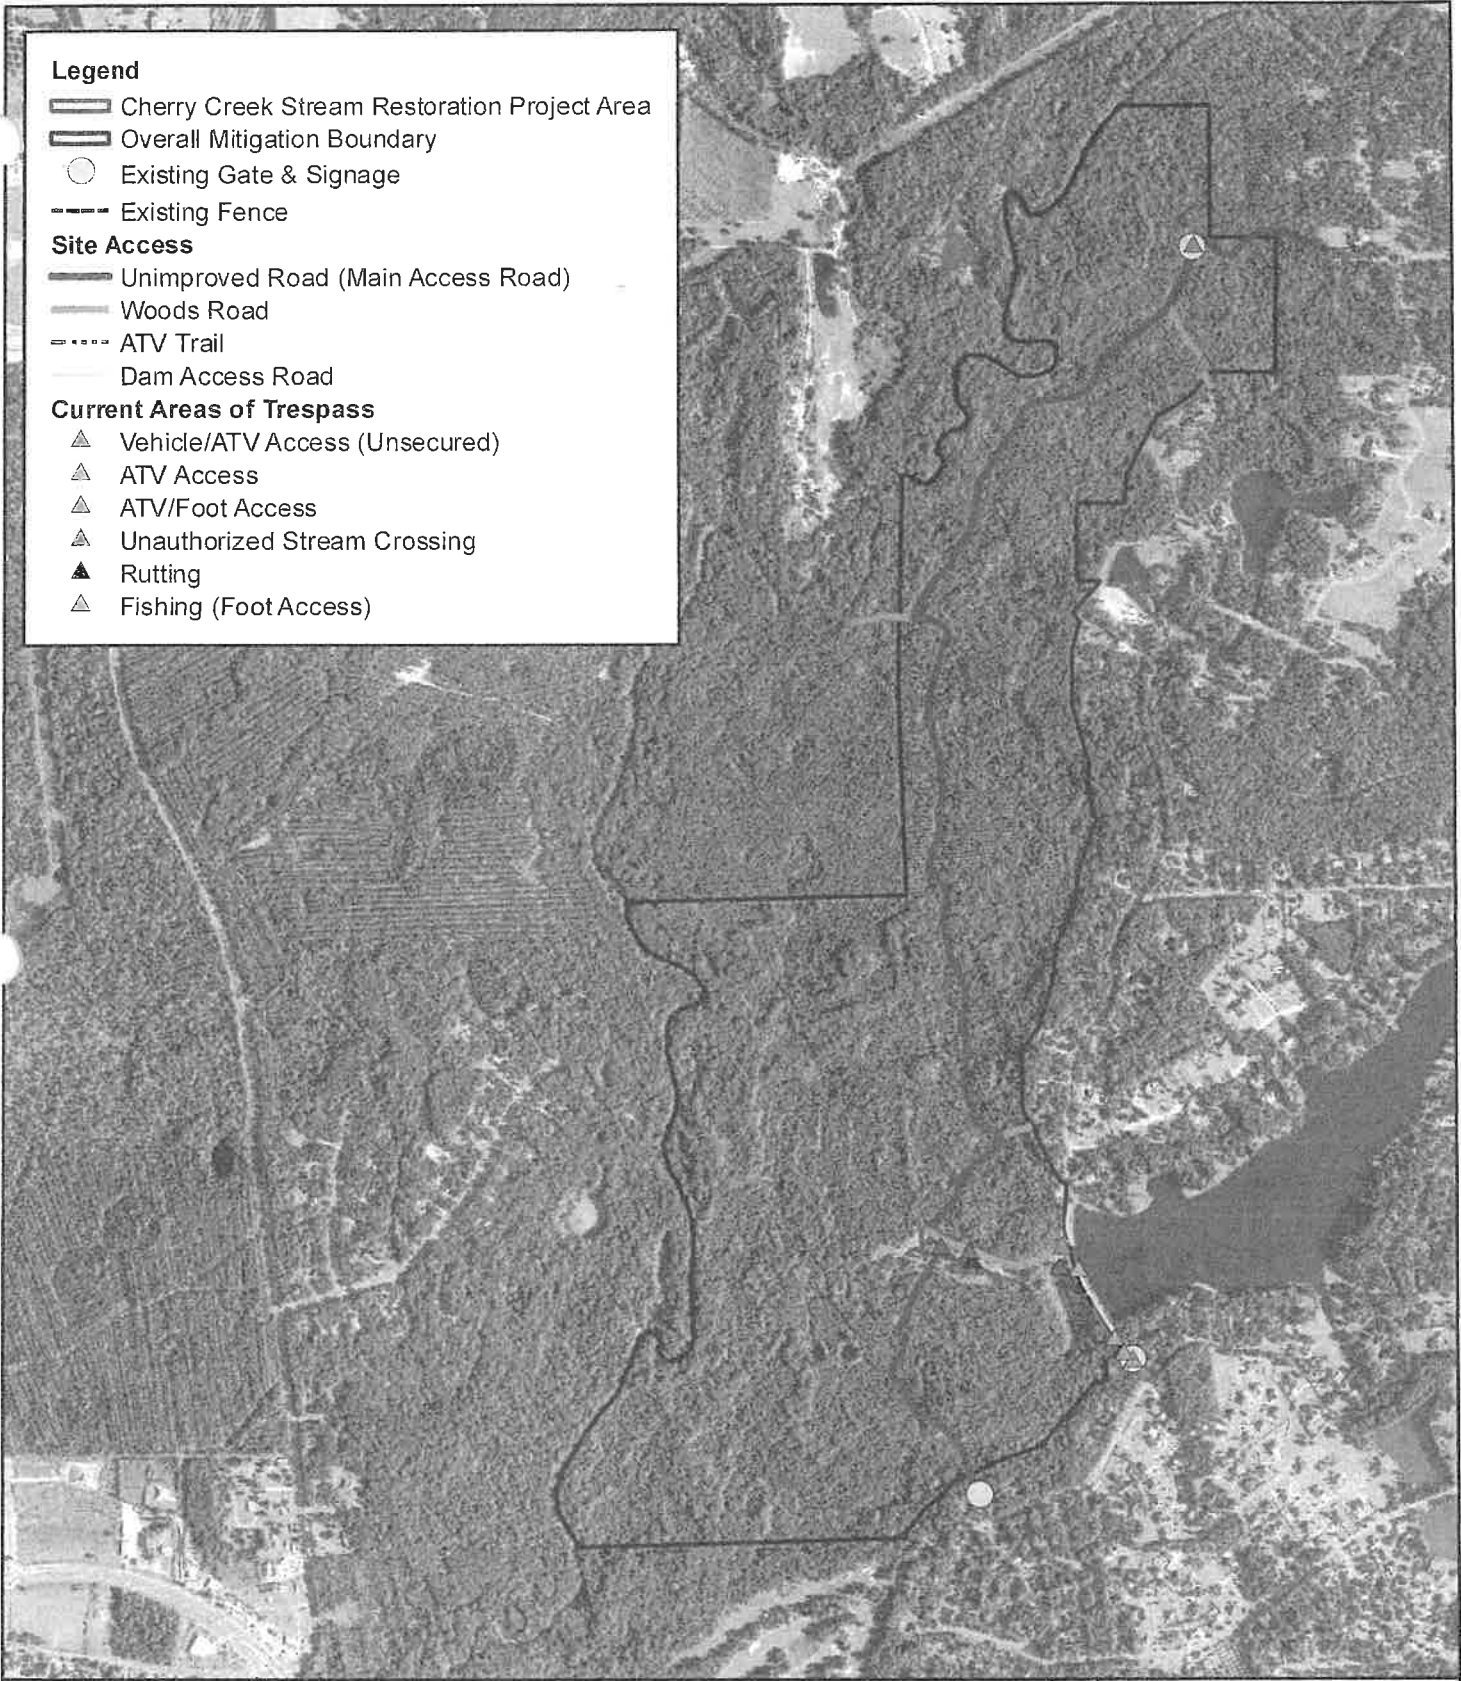 Legend
Cherry Creek Stream Restoration Project Area
Overall Mitigation Boundary
Existing Gate & Signage
Existing Fence
Site Access
Unimproved Road (Main Access Road)
Woods Road
ATV Trail
Dam Access Road
Current Areas of Trespass
Vehicle/ATV Access (Unsecured)
ATV Access
ATV/Foot Access
Unauthorized Stream Crossing
Rutting
Fishing (Foot Access)